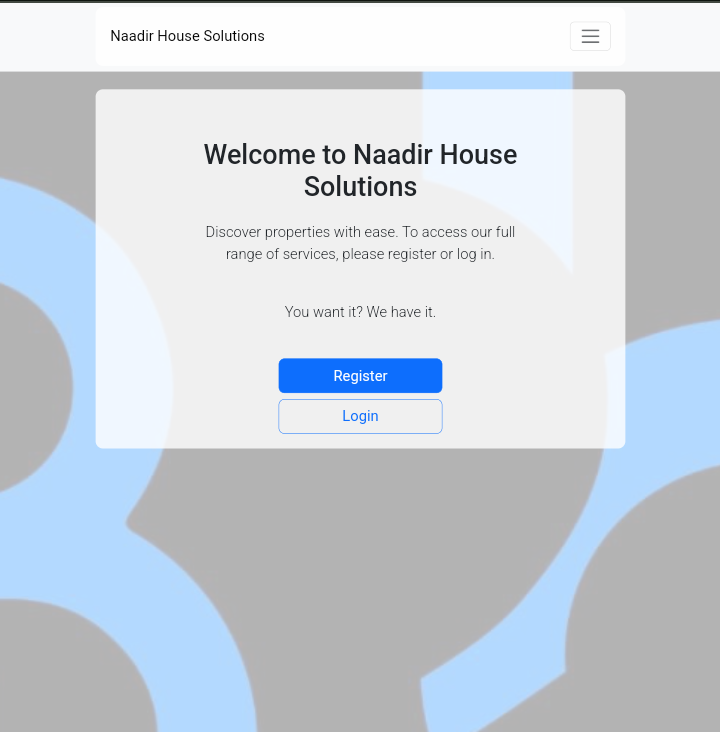 Naadir House Solutions
Welcome to Naadir House
Solutions
Discover properties with ease. To access our full
range of services, please register or log in.
You want it? We have it.
Register
Login